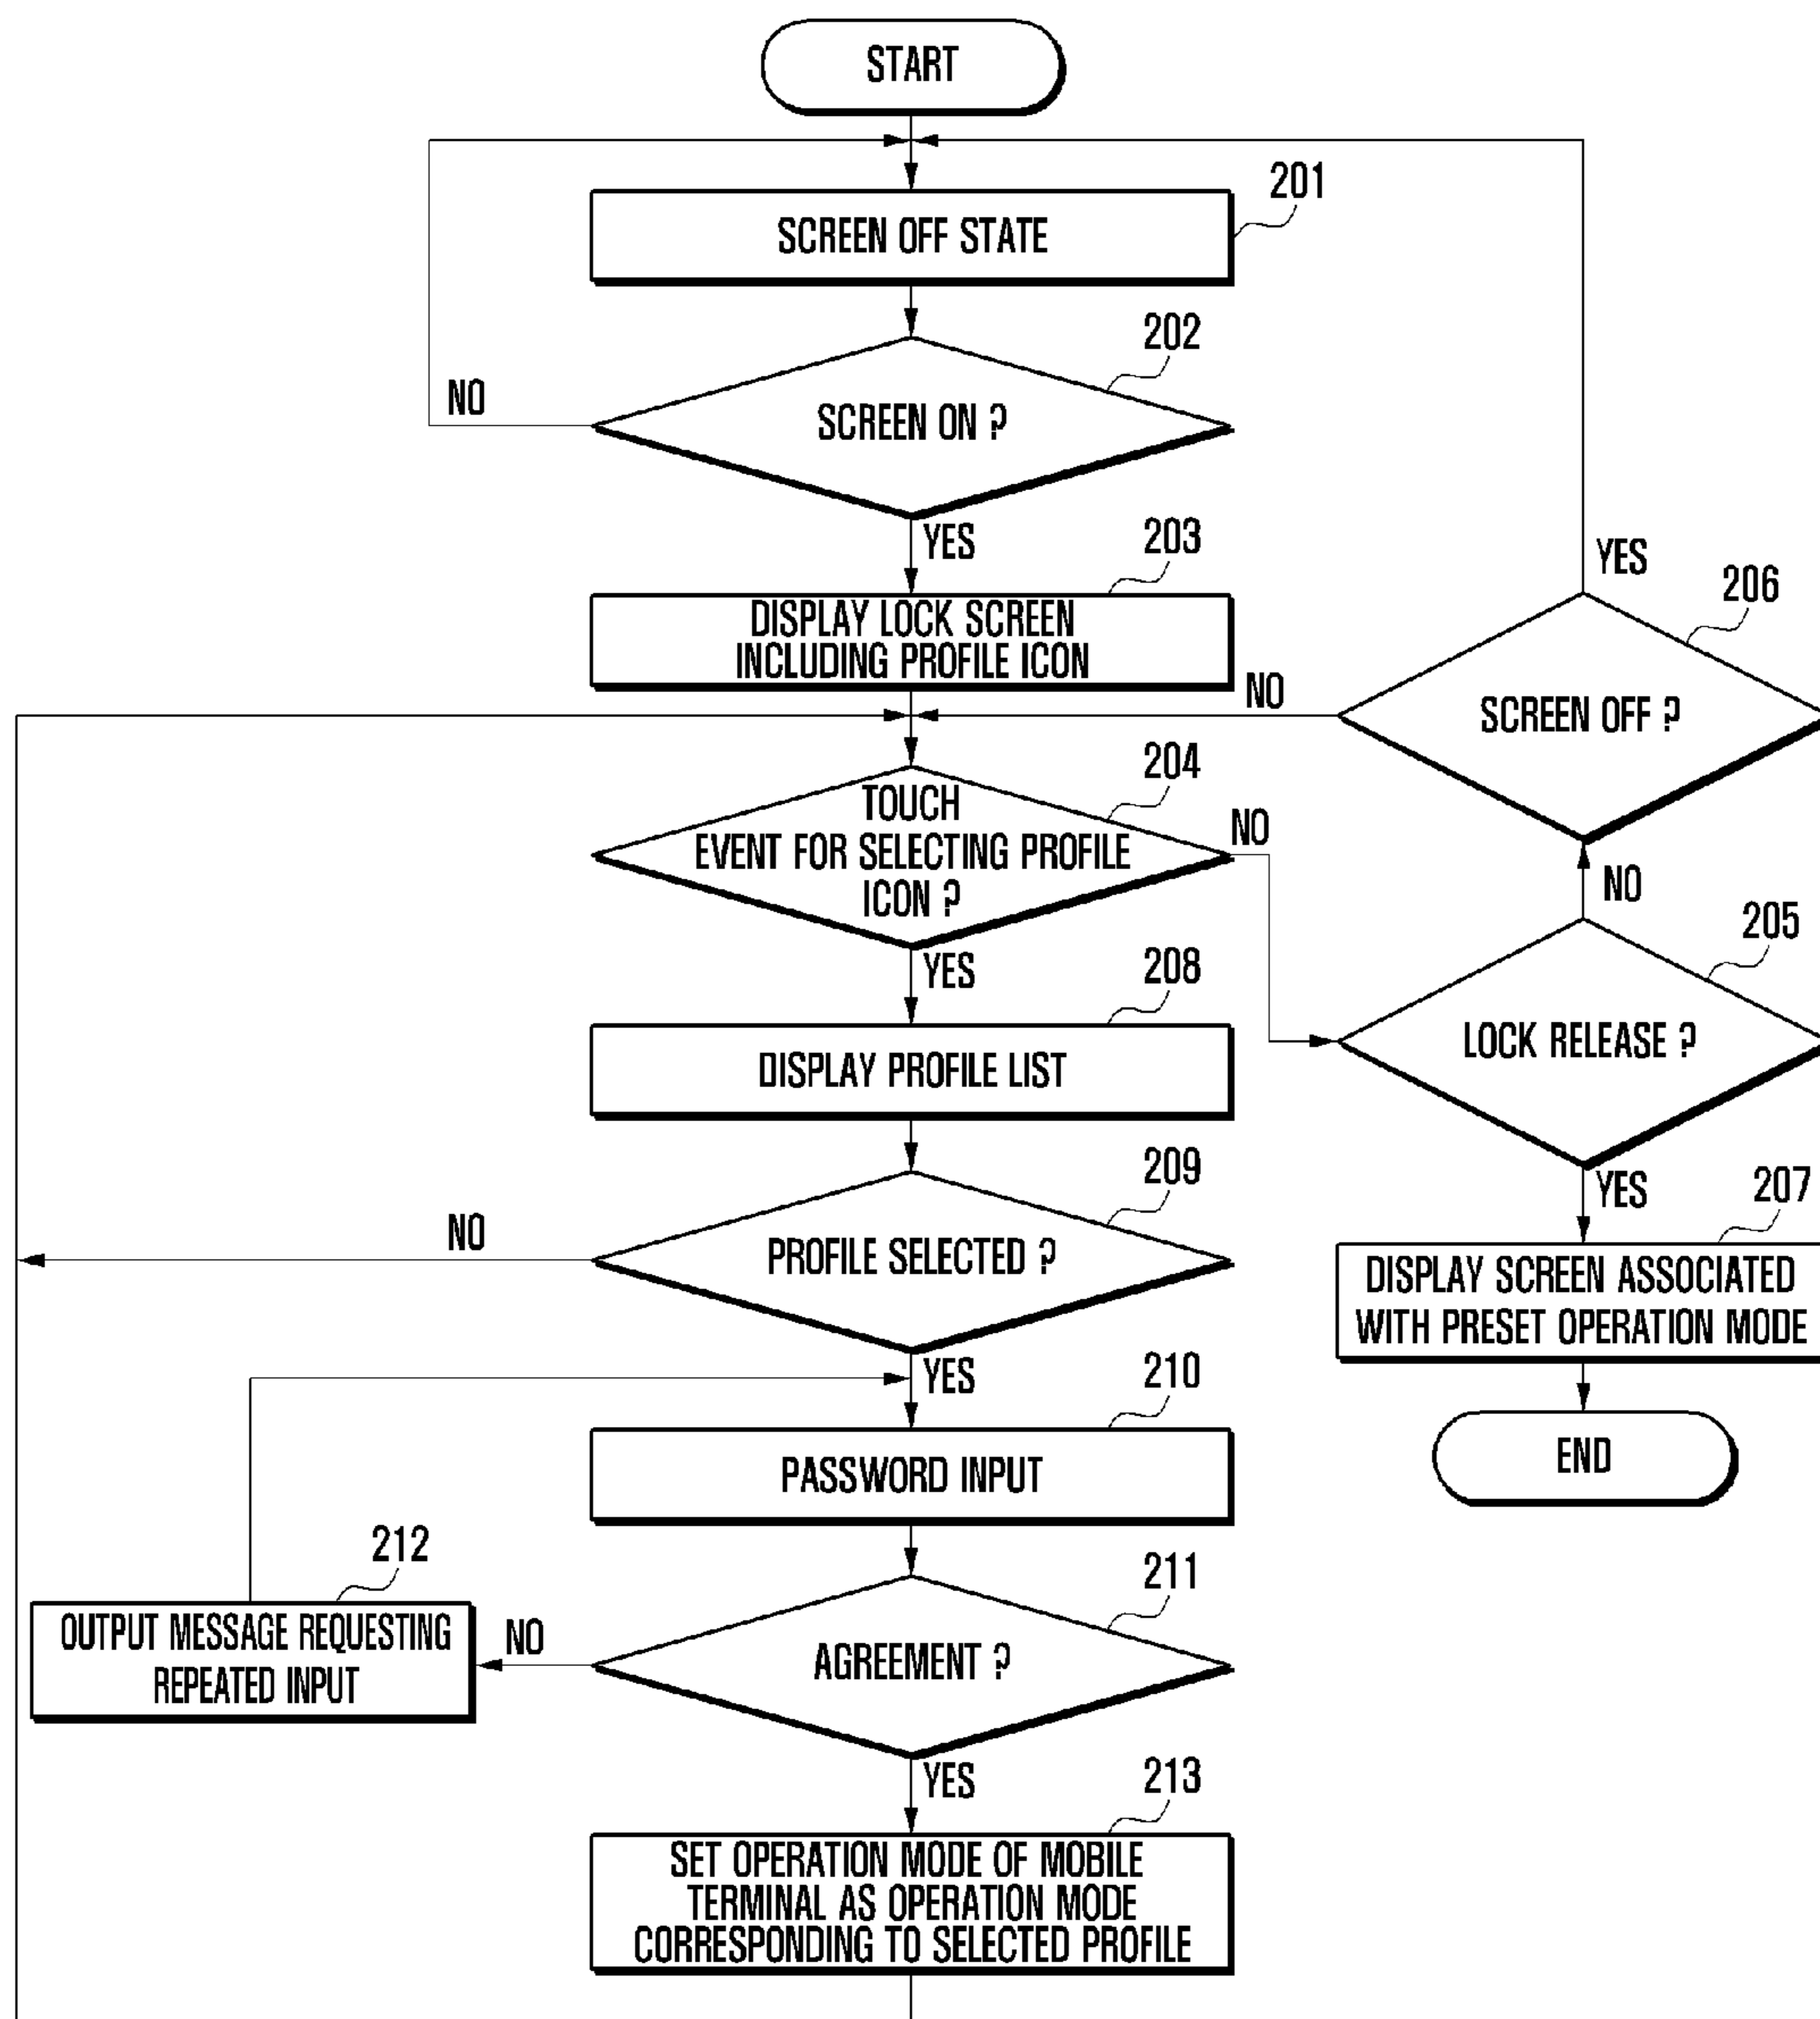 START
201
SCREEN OFF STATE
202
NO
SCREEN ON ?
YES
203
DISPLAY LOCK SCREEN
INCLUDING PROFILE ICON
YES
206
NO
SCREEN OFF ?
204
TOUCH
EVENT FOR SELECTING PROFILE
ICON ?
NO
NO
205
YES
208
LOCK RELEASE ?
DISPLAY PROFILE LIST
209
YES
207
NO
PROFILE SELECTED ?
DISPLAY SCREEN ASSOCIATED
WITH PRESET OPERATION MODE
YES
210
END
PASSWORD INPUT
212
211
OUTPUT MESSAGE REQUESTING
REPEATED INPUT
NO
AGREEMENT ?
YES
213
SET OPERATION MODE OF MOBILE
TERMINAL AS OPERATION MODE
CORRESPONDING TO SELECTED PROFILE